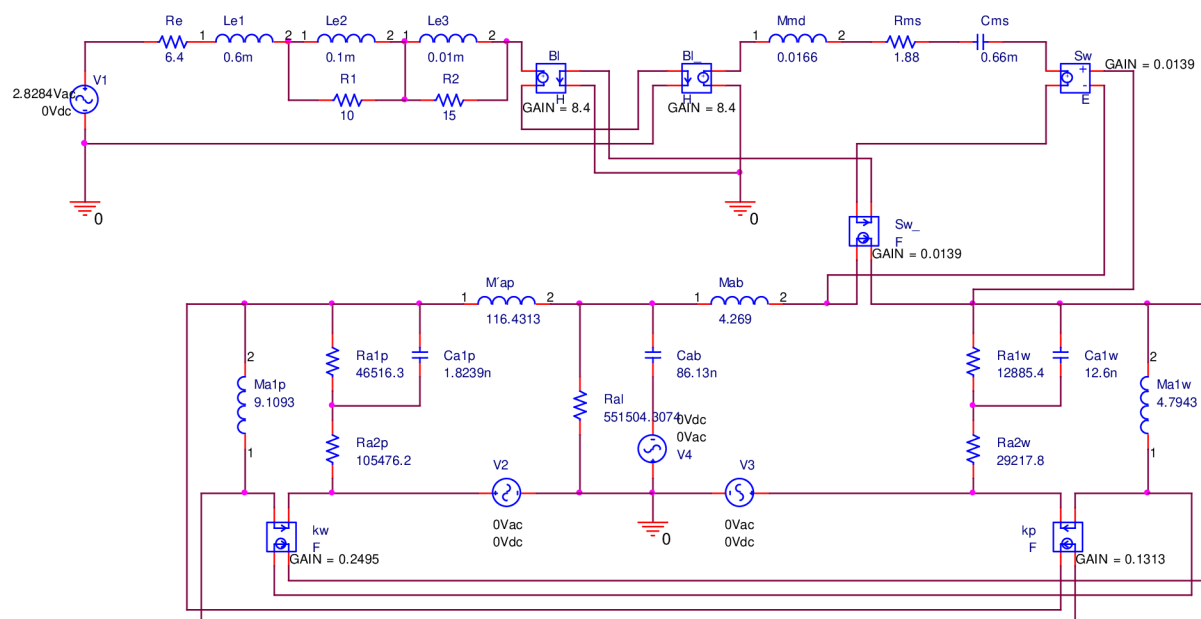 Re
Le1
Le2
Le3
Mmd
Rms
Cms
1
2
1
2
1
2
1
2
6.4
0.6m
0.1m
0.01m
Bl
Bl_
0.0166
1.88
0.66m
Sw
GAIN = 0.0139
V1
R1
R2
+
-
2.8284Vac
0Vdc
H
H
E
10
15
GAIN = 8.4
GAIN = 8.4
0
0
Sw_
F
GAIN = 0.0139
1
M´ap
2
1
Mab
2
116.4313
4.269
2
Ra1p
46516.3
Ca1p
1.8239n
Cab
86.13n
Ra1w
12885.4
Ca1w
12.6n
2
Ma1p
9.1093
Ral
551504.3074
0Vdc
0Vac
V4
Ma1w
4.7943
1
Ra2p
105476.2
Ra2w
29217.8
1
V2
V3
0Vac
0Vdc
0Vac
0Vdc
kw
F
GAIN = 0.2495
0
kp
F
GAIN = 0.1313